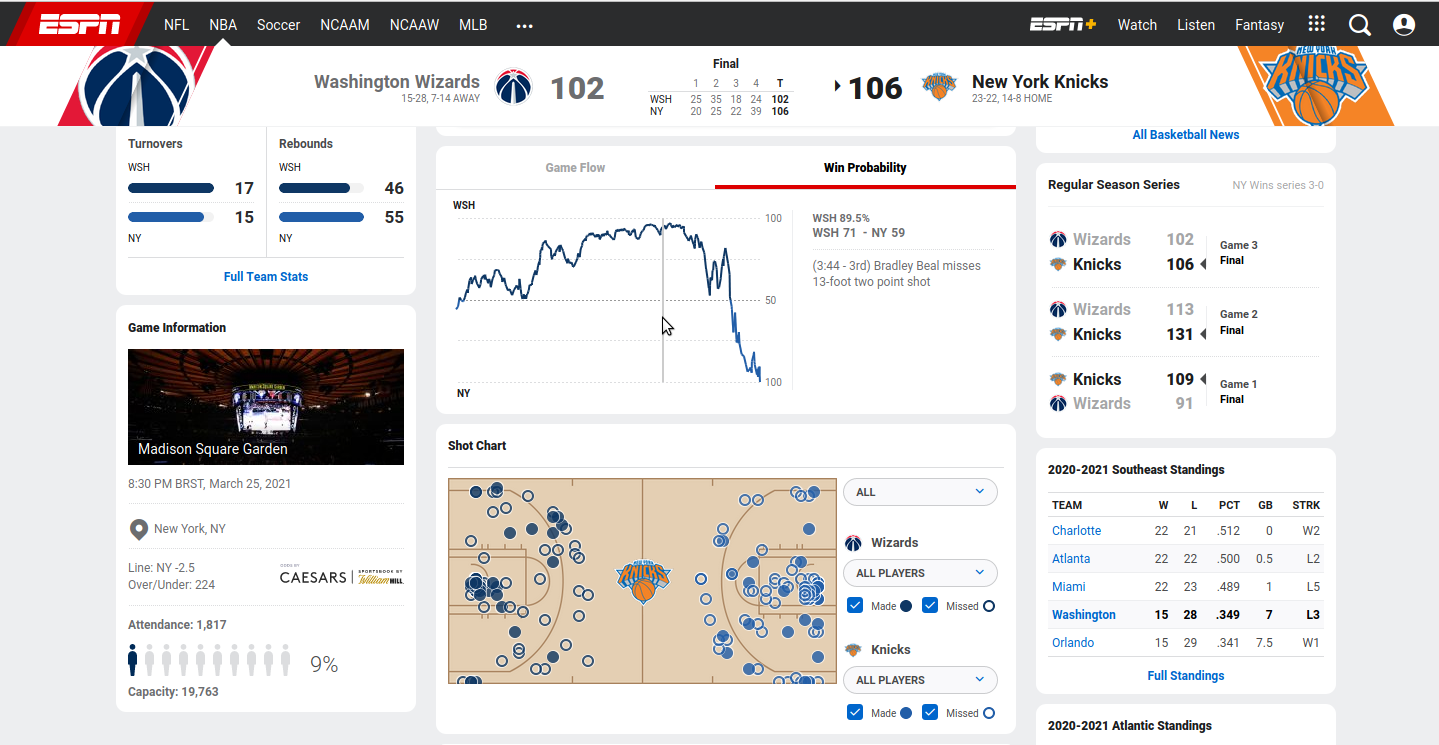 ESPN
NFL NBA Soccer NCAAM NCAAW MLB
ESPN+ Watch Listen Fantasy
Washington Wizards
15-28, 7-14 AWAY
102
Final
1 2 3 4 T
WSH 25 35 18 24 102
NY 20 25 22 39 106
106
New York Knicks
23-22, 14-8 HOME
NEW YORK
KNICKS
Turnovers
WSH
17
15
NY
Rebounds
WSH
46
55
NY
Full Team Stats
Game Information
Madison Square Garden
8:30 PM BRST, March 25, 2021
New York, NY
Line: NY -2.5
Over/Under: 224
ODDS BY
CAESARS
SPORTSBOOK BY
William HILL
Attendance: 1,817
9%
Capacity: 19,763
Game Flow
Win Probability
WSH
100
50
100
NY
WSH 89.5%
WSH 71 - NY 59
(3:44 - 3rd) Bradley Beal misses
13-foot two point shot
Shot Chart
NEW YORK
KNICKS
ALL
Wizards
ALL PLAYERS
Made Missed
Knicks
ALL PLAYERS
Made Missed
All Basketball News
Regular Season Series
NY Wins series 3-0
Wizards 102
Knicks 106
Game 3
Final
Wizards 113
Knicks 131
Game 2
Final
Knicks 109
Wizards 91
Game 1
Final
2020-2021 Southeast Standings
TEAM W L PCT GB STRK
Charlotte 22 21 .512 0 W2
Atlanta 22 22 .500 0.5 L2
Miami 22 23 .489 1 L5
Washington 15 28 .349 7 L3
Orlando 15 29 .341 7.5 W1
Full Standings
2020-2021 Atlantic Standings